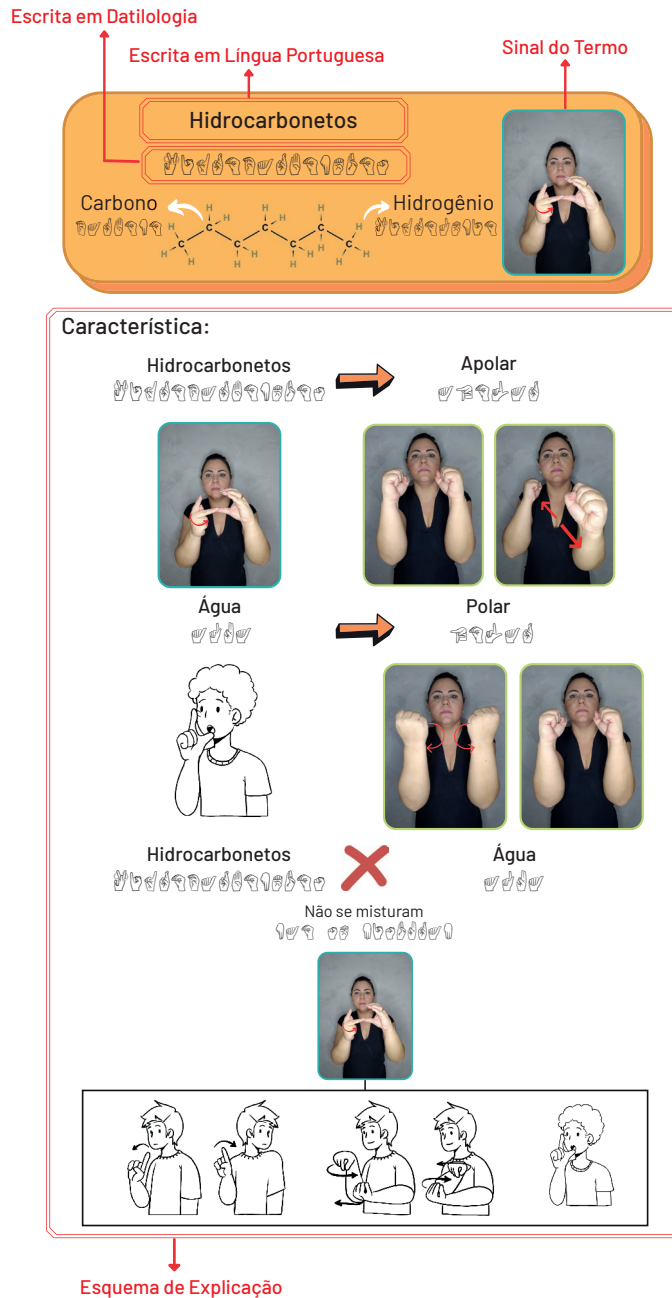 Escrita em Datilologia
Escrita em Língua Portuguesa
Sinal do Termo
Hidrocarbonetos
Carbono
Hidrogênio
H H H H H H
H C C C C C C C H
H H H H H H H H
Característica:
Hidrocarbonetos
Apolar
Água
Polar
Hidrocarbonetos
Água
Não se misturam
Esquema de Explicação